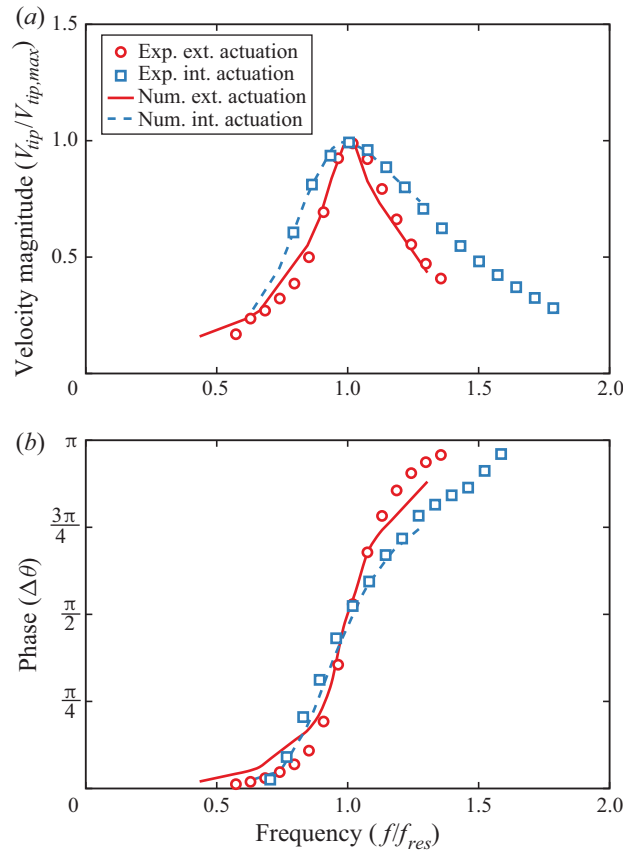 (a)
1.5
1.0
0.5
0
0.5
1.0
1.5
2.0
Velocity magnitude (V_tip/V_tip,max)
Exp. ext. actuation
Exp. int. actuation
Num. ext. actuation
Num. int. actuation
(b)
π
3π/4
π/2
π/4
0
0.5
1.0
1.5
2.0
Phase (Δθ)
Frequency (f/f_res)